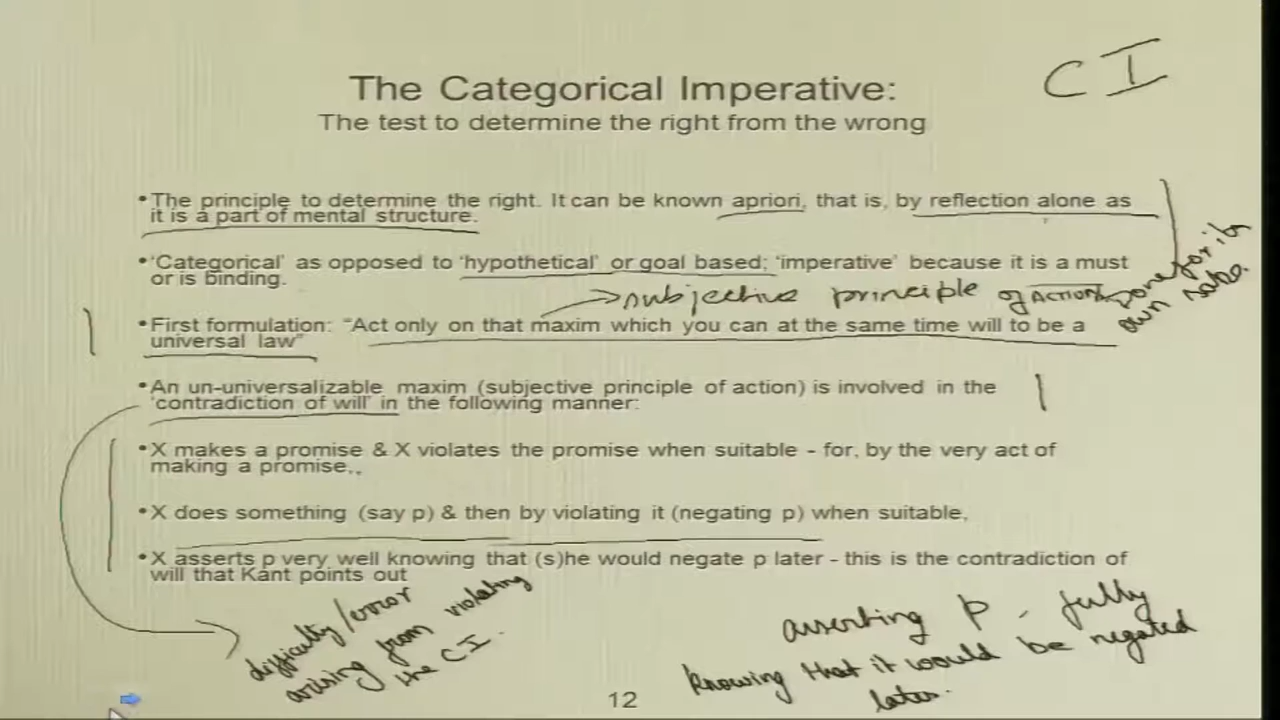 CI
The Categorical Imperative:
The test to determine the right from the wrong
•The principle to determine the right. It can be known apriori, that is, by reflection alone as
it is a part of mental structure.
•'Categorical' as opposed to 'hypothetical' or goal based; 'imperative' because it is a must
or is binding.
done for its
own sake.
subjective principle of ACTION
•First formulation: "Act only on that maxim which you can at the same time will to be a
universal law"
•An un-universalizable maxim (subjective principle of action) is involved in the
'contradiction of will' in the following manner:
•X makes a promise & X violates the promise when suitable - for, by the very act of
making a promise,.
•X does something (say p) & then by violating it (negating p) when suitable,
•X asserts p very well knowing that (s)he would negate p later - this is the contradiction of
will that Kant points out
difficulty/error
arising from violating
the CI.
asserting p - fully
knowing that it would be negated
later.
12